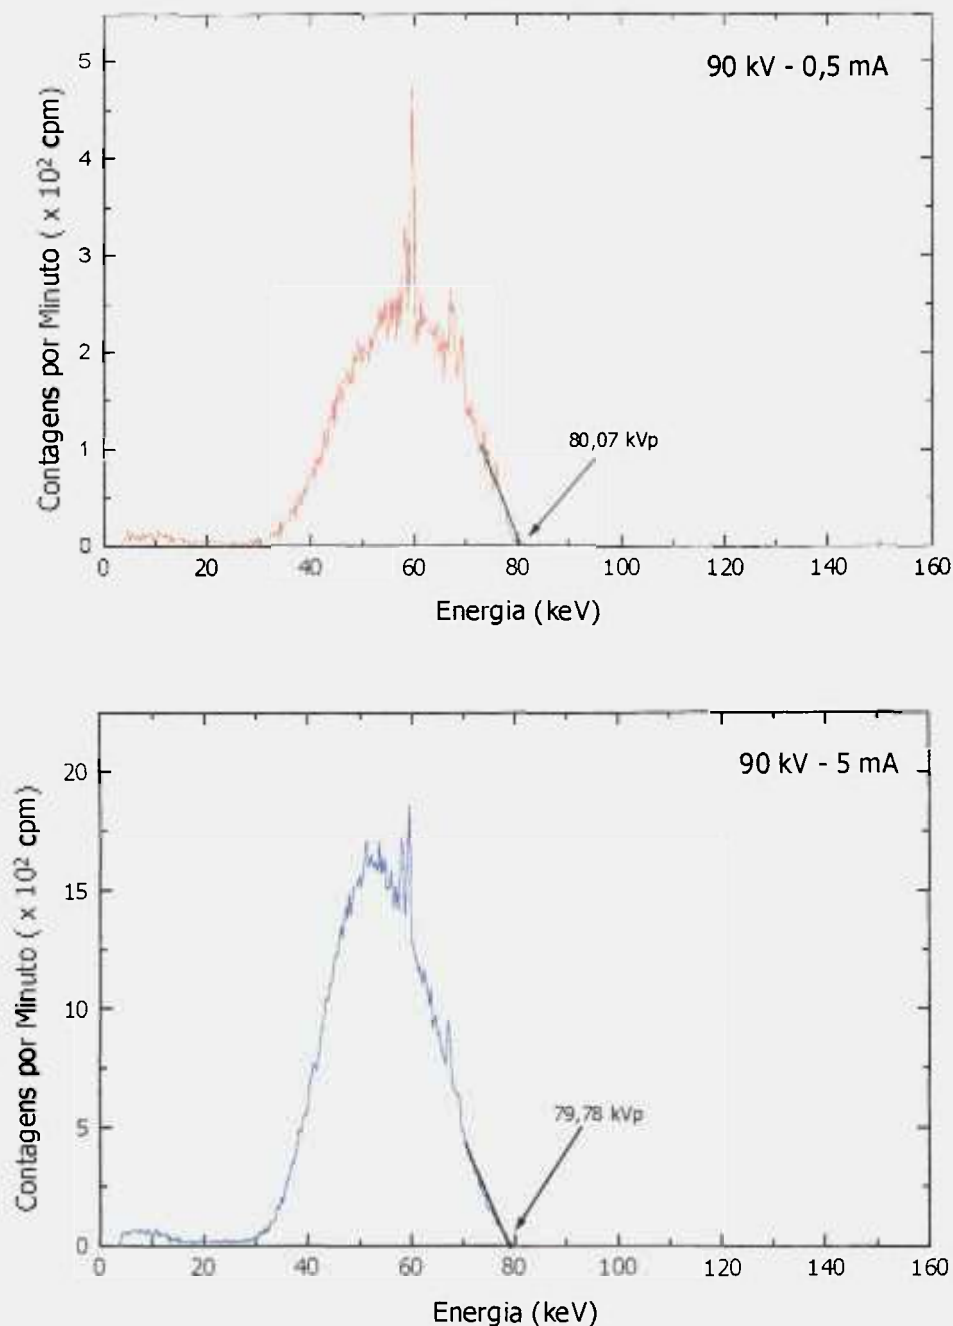 90 kV - 0,5 mA
Contagens por Minuto ( x 10² cpm)
5
4
3
2
1
0
80,07 kVp
0 20 40 60 80 100 120 140 160
Energia (keV)
90 kV - 5 mA
Contagens por Minuto ( x 10² cpm)
20
15
10
5
0
79,78 kVp
0 20 40 60 80 100 120 140 160
Energia (keV)